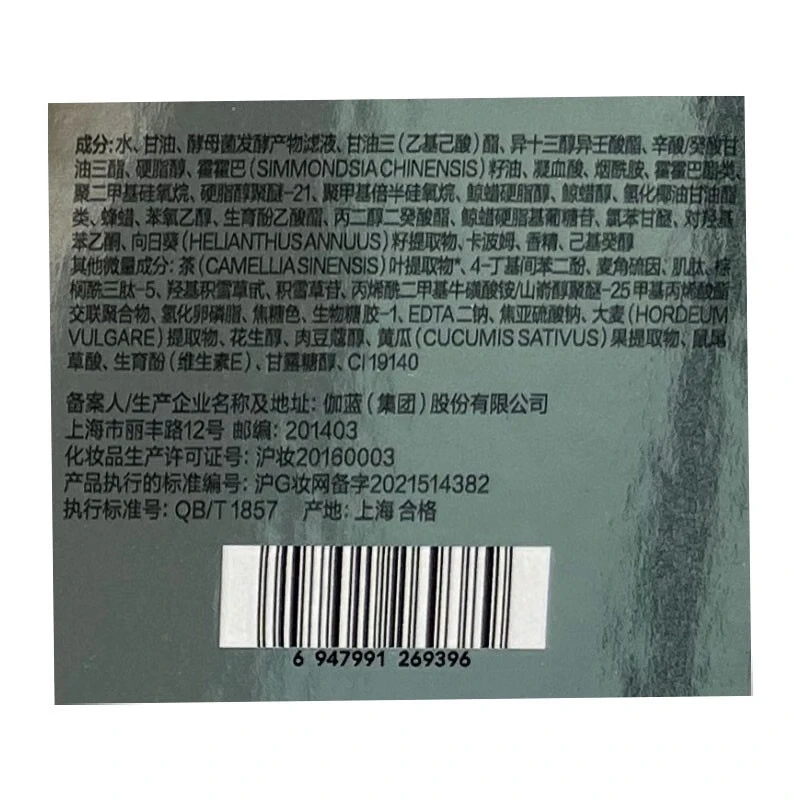 成分:水、甘油、酵母菌发酵产物滤液、甘油三(乙基己酸)酯、异十三醇异壬酸酯、辛酸/癸酸甘
油三酯、硬脂醇、霍霍巴(SIMMONDSIA CHINENSIS)籽油、凝血酸、烟酰胺、霍霍巴酯类、
聚二甲基硅氧烷、硬脂醇聚醚-21、聚甲基倍半硅氧烷、鲸蜡硬脂醇、鲸蜡醇、氢化椰油甘油酯
类、蜂蜡、苯氧乙醇、生育酚乙酸酯、丙二醇二癸酸酯、鲸蜡硬脂基葡糖苷、氯苯甘醚、对羟基
苯乙酮、向日葵(HELIANTHUS ANNUUS)籽提取物、卡波姆、香精、己基癸醇
其他微量成分:茶(CAMELLIA SINENSIS)叶提取物*、4-丁基间苯二酚、麦角硫因、肌肽、棕
榈酰三肽-5、羟基积雪草甙、积雪草苷、丙烯酰二甲基牛磺酸铵/山嵛醇聚醚-25甲基丙烯酸酯
交联聚合物、氢化卵磷脂、焦糖色、生物糖胶-1、EDTA二钠、焦亚硫酸钠、大麦(HORDEUM
VULGARE)提取物、花生醇、肉豆蔻醇、黄瓜(CUCUMIS SATIVUS)果提取物、鼠尾
草酸、生育酚(维生素E)、甘露糖醇、CI 19140
备案人/生产企业名称及地址:伽蓝(集团)股份有限公司
上海市丽丰路12号 邮编:201403
化妆品生产许可证号:沪妆20160003
产品执行的标准编号:沪G妆网备字2021514382
执行标准号:QB/T 1857 产地:上海 合格
6 947991 269396